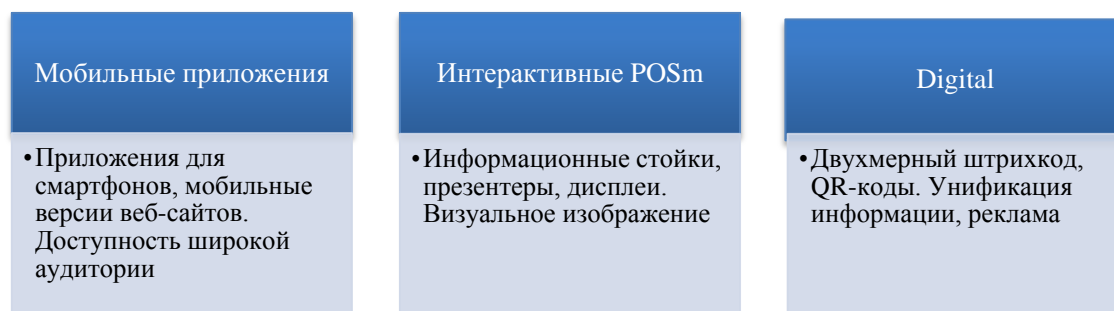 Мобильные приложения
•Приложения для
смартфонов, мобильные
версии веб-сайтов.
Доступность широкой
аудитории
Интерактивные POSm
•Информационные стойки,
презентеры, дисплеи.
Визуальное изображение
Digital
•Двухмерный штрихкод,
QR-коды. Унификация
информации, реклама